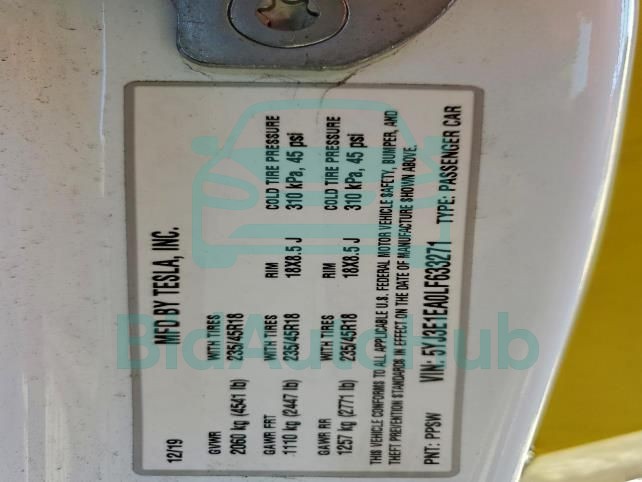 MFD BY TESLA, INC.
12/19
GVWR WITH TIRES RIM COLD TIRE PRESSURE
2060 kg (4541 lb) 235/45R18 18X8.5 J 310 kPa, 45 psi
GAWR FRT
1110 kg (2447 lb) 235/45R18
GAWR RR WITH TIRES RIM COLD TIRE PRESSURE
1257 kg (2771 lb) 235/45R18 18X8.5 J 310 kPa, 45 psi
THIS VEHICLE CONFORMS TO ALL APPLICABLE U.S. FEDERAL MOTOR VEHICLE SAFETY, BUMPER, AND
THEFT PREVENTION STANDARDS IN EFFECT ON THE DATE OF MANUFACTURE SHOWN ABOVE.
PNT: PPSW VIN: 5YJ3E1EA0LF633271 TYPE: PASSENGER CAR
BidAutoHub